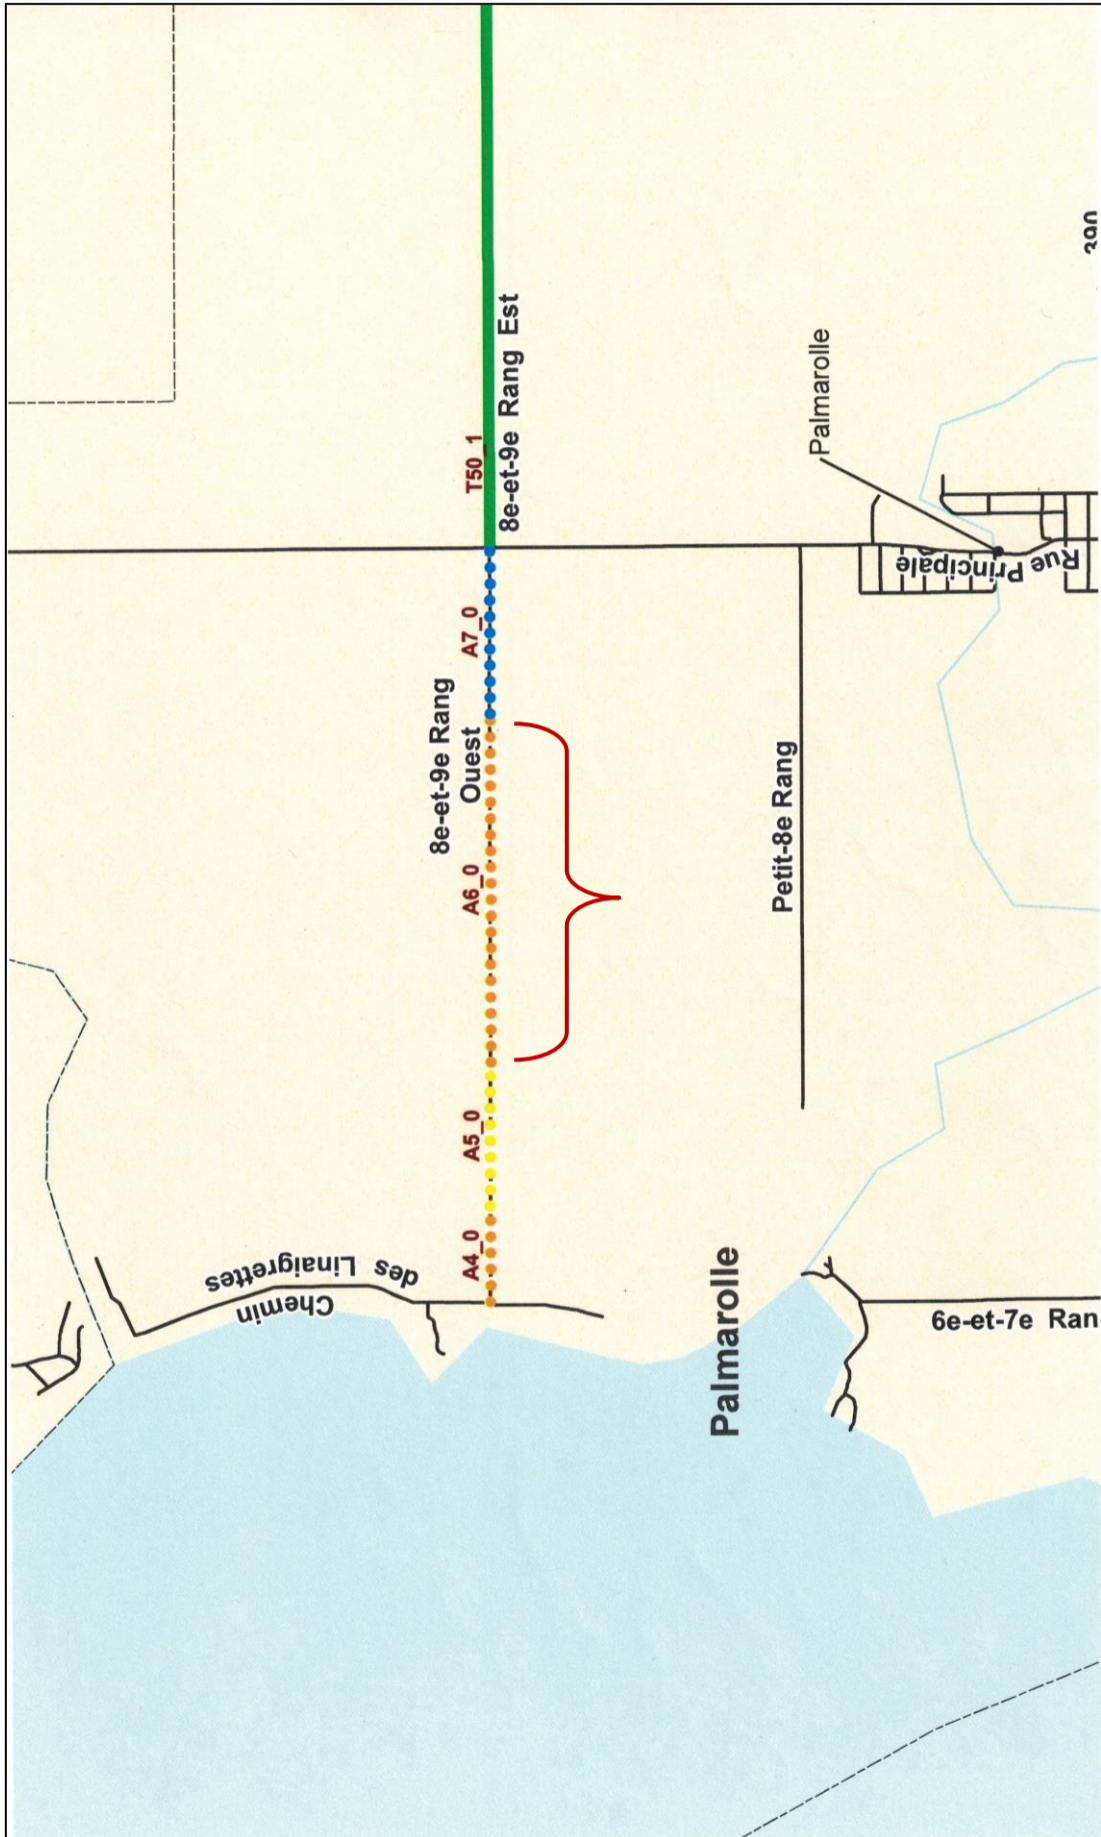 T50_1
8e-et-9e Rang Est
Palmarolle
A7_0
8e-et-9e Rang
Ouest
Rue Principale
A6_0
Petit-8e Rang
A5_0
A4_0
Chemin
des Linaigrettes
Palmarolle
6e-et-7e Ran